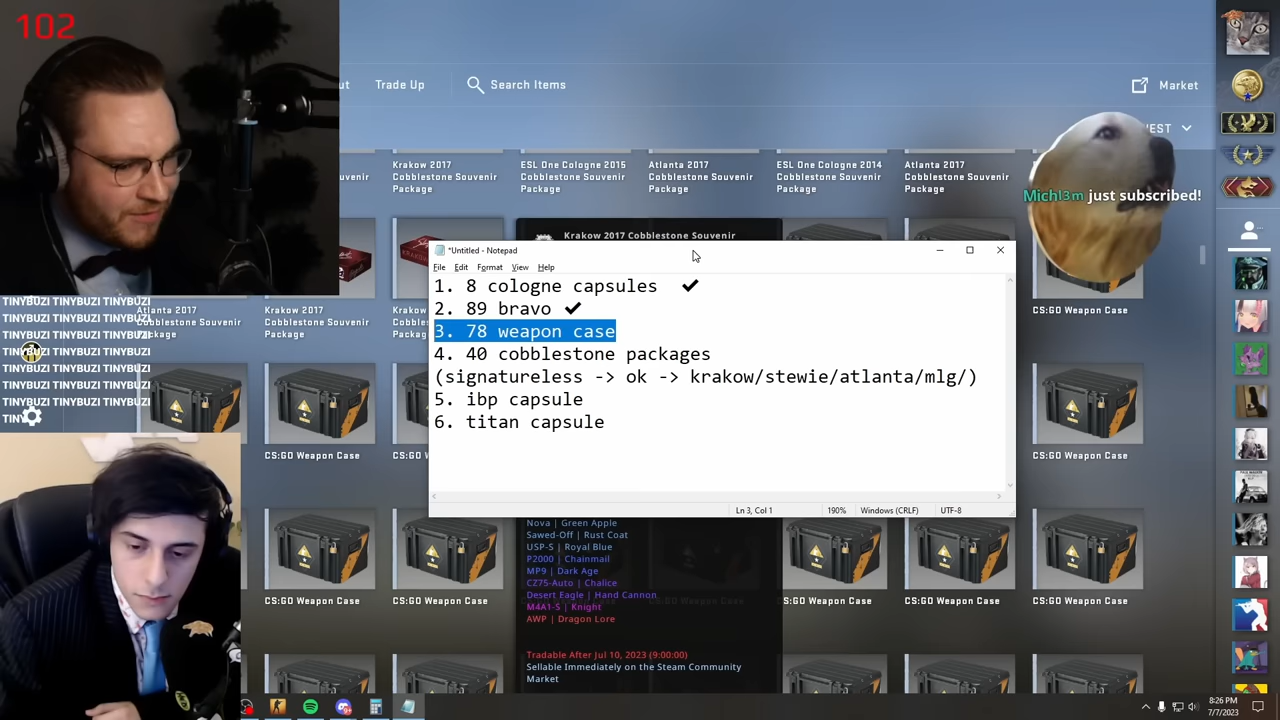 102
ut
Trade Up
Search Items
Market
EST
Krakow 2017
Cobblestone Souvenir
Package
ESL One Cologne 2015
Cobblestone Souvenir
Package
Atlanta 2017
Cobblestone Souvenir
Package
ESL One Cologne 2014
Cobblestone Souvenir
Package
Atlanta 2017
Cobblestone Souvenir
Package
Michl3m just subscribed!
Krakow 2017 Cobblestone Souvenir
*Untitled - Notepad
File Edit Format View Help
1. 8 cologne capsules ✔
2. 89 bravo ✔
3. 78 weapon case
4. 40 cobblestone packages
(signatureless -> ok -> krakow/stewie/atlanta/mlg/)
5. ibp capsule
6. titan capsule
Ln 3, Col 1
190%
Windows (CRLF)
UTF-8
TINYBUZI TINYBUZI TINYBUZI
TINYBUZI TINYBUZI TINYBUZI
TINYBUZI TINYBUZI TINYBUZI
TINYBUZI TINYBUZI TINYBUZI
TINYBUZI TINYBUZI TINYBUZI
TINYBUZI TINYBUZI TINYBUZI
TINYBUZI TINYBUZI TINYBUZI
TINY
Atlanta 2017
Cobblestone Souvenir
Package
Krakow 2017
Cobblestone Souvenir
Package
CS:GO Weapon Case
CS:GO Weapon Case
CS:GO Weapon Case
Nova | Green Apple
Sawed-Off | Rust Coat
USP-S | Royal Blue
P2000 | Chainmail
MP9 | Dark Age
CZ75-Auto | Chalice
Desert Eagle | Hand Cannon
M4A1-S | Knight
AWP | Dragon Lore
CS:GO Weapon Case
CS:GO Weapon Case
CS:GO Weapon Case
CS:GO Weapon Case
CS:GO Weapon Case
Tradable After Jul 10, 2023 (9:00:00)
Sellable Immediately on the Steam Community
Market
8:26 PM
7/7/2023